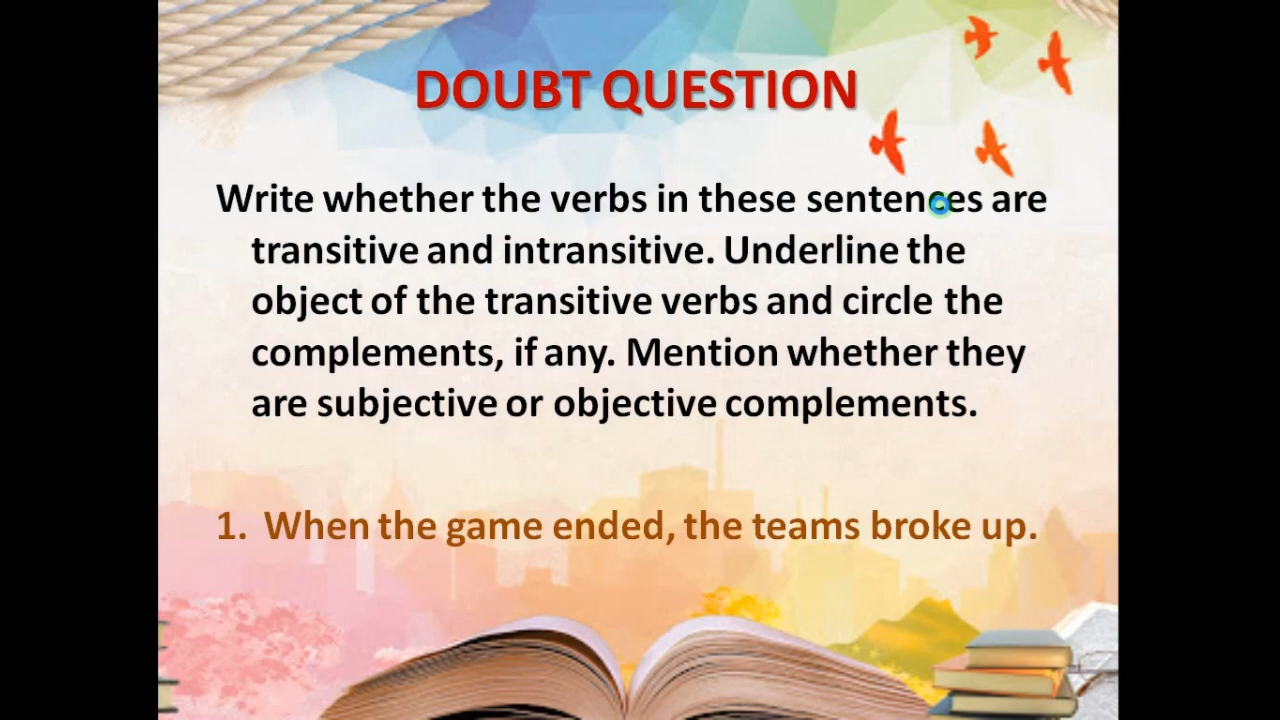 DOUBT QUESTION
Write whether the verbs in these sentences are
transitive and intransitive. Underline the
object of the transitive verbs and circle the
complements, if any. Mention whether they
are subjective or objective complements.
1. When the game ended, the teams broke up.